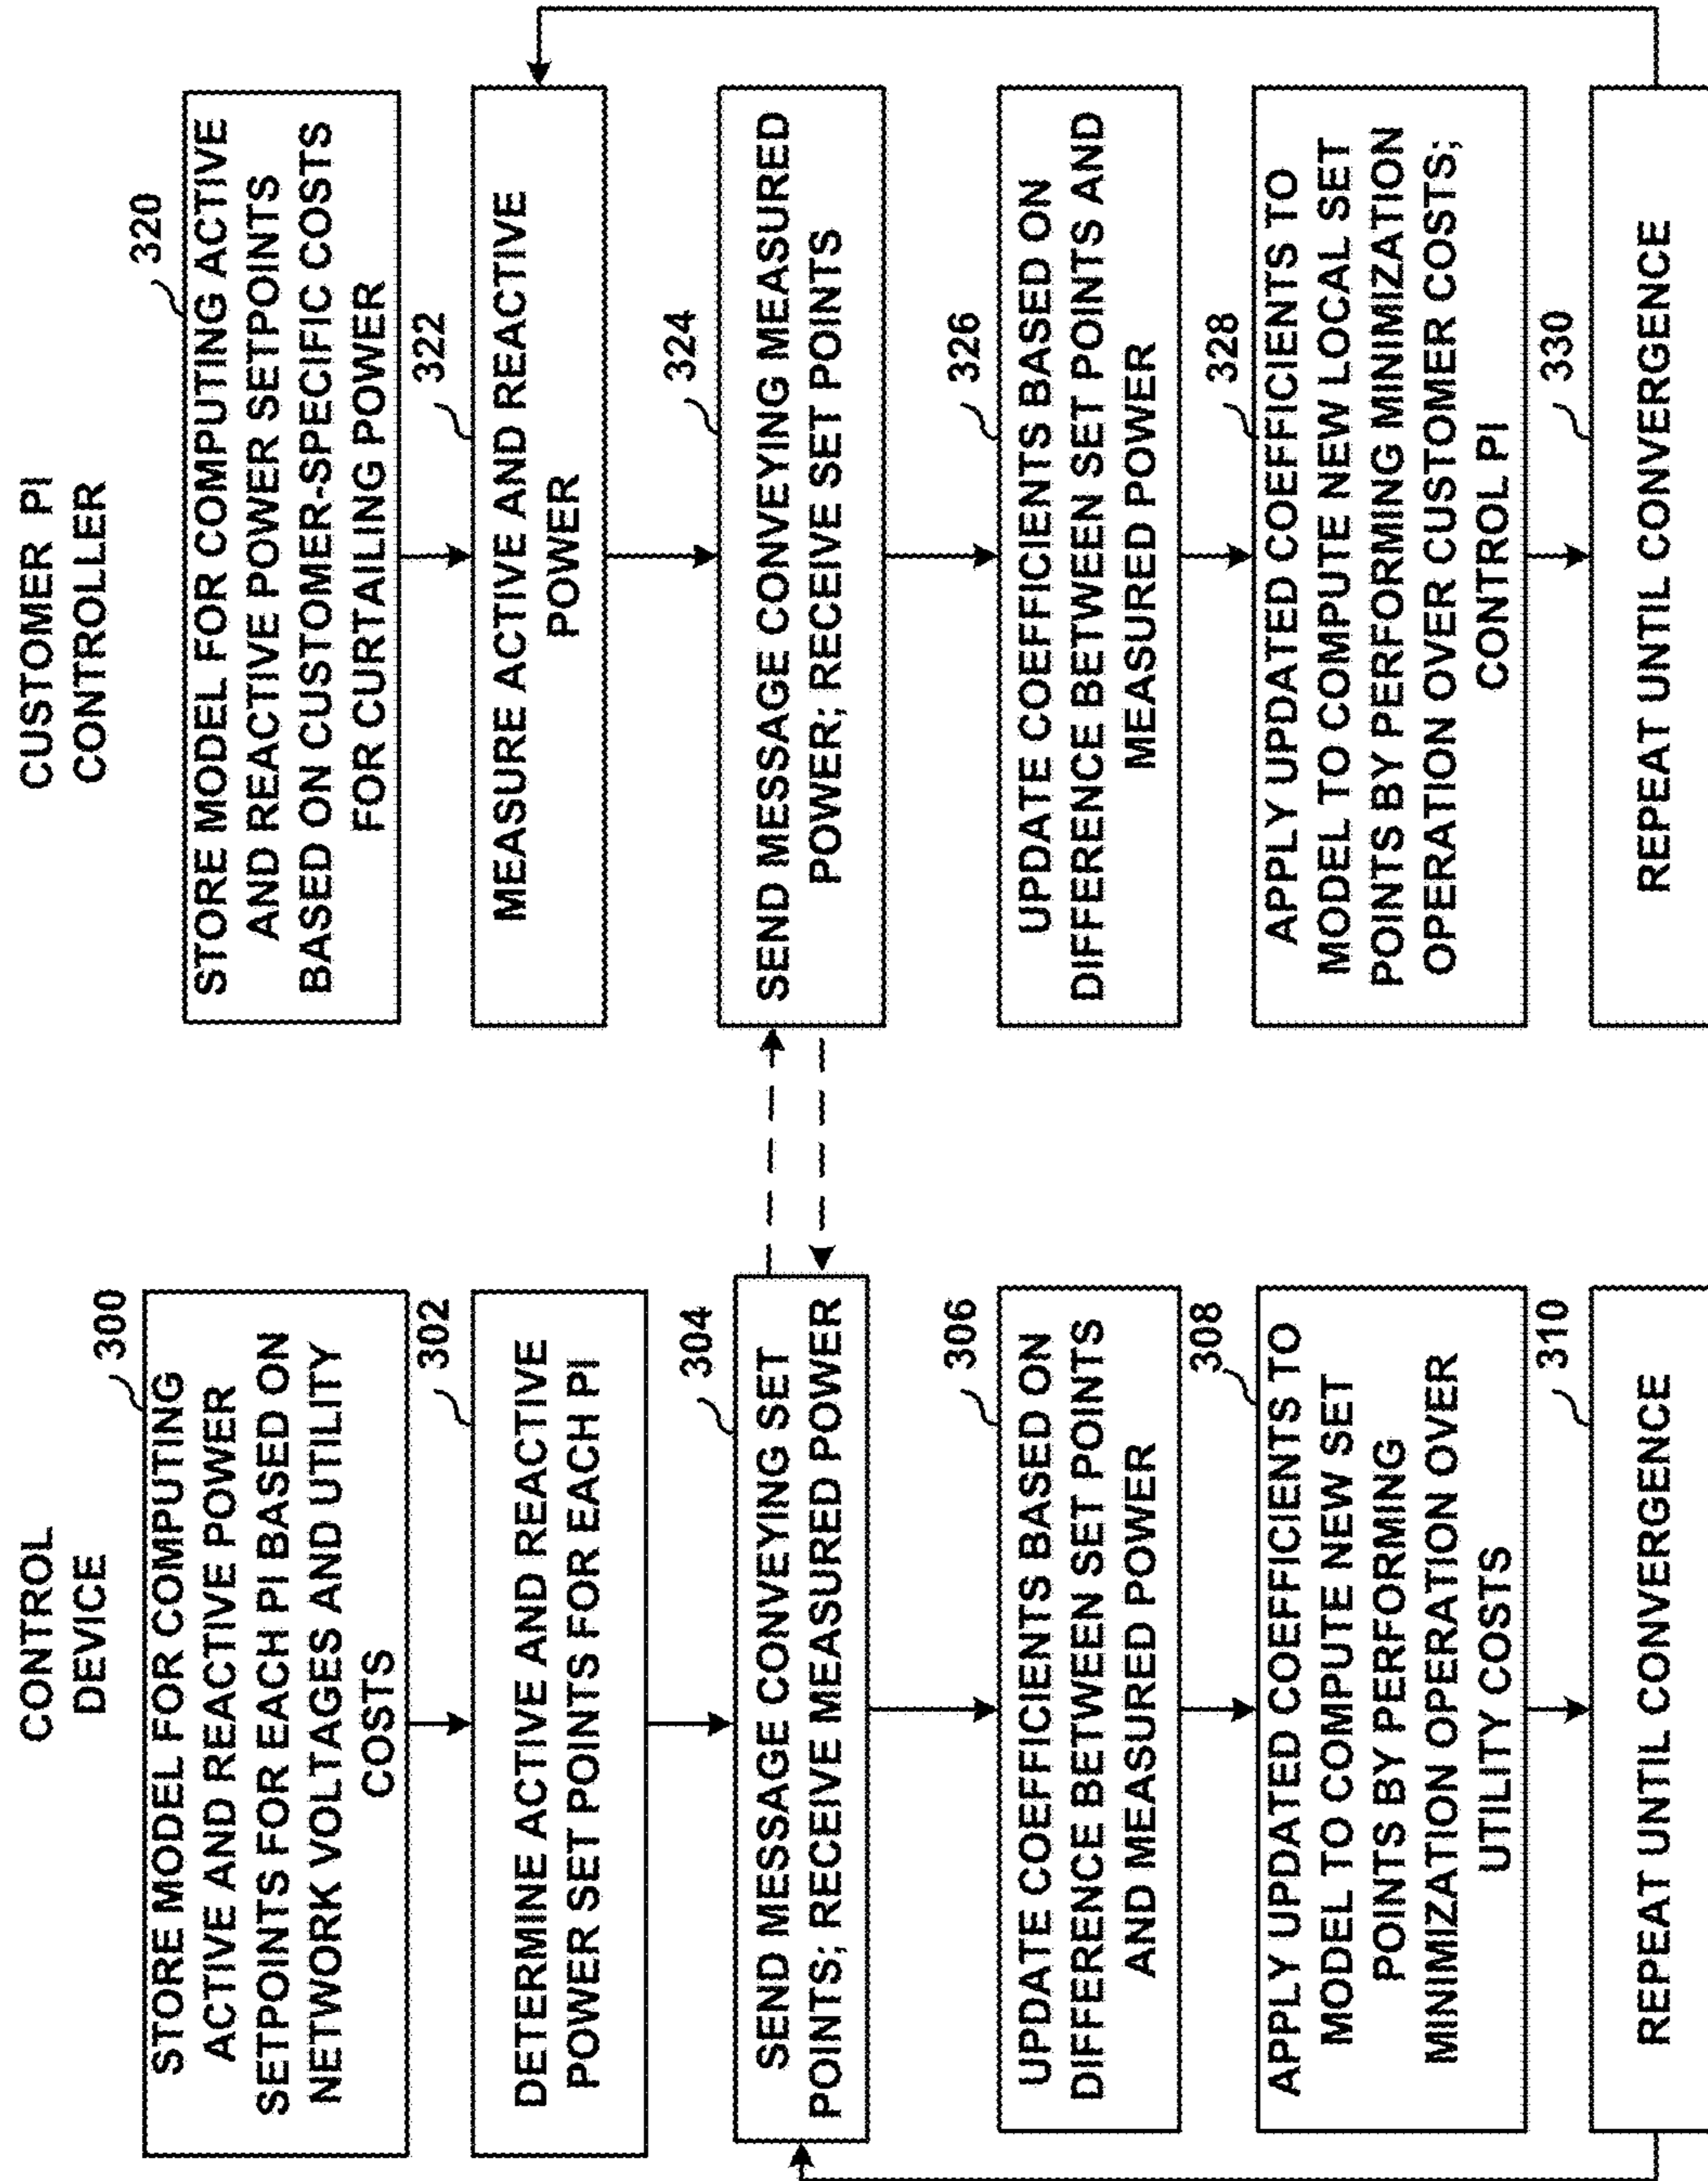 CONTROL
DEVICE
300
STORE MODEL FOR COMPUTING
ACTIVE AND REACTIVE POWER
SETPOINTS FOR EACH PI BASED ON
NETWORK VOLTAGES AND UTILITY
COSTS
302
DETERMINE ACTIVE AND REACTIVE
POWER SET POINTS FOR EACH PI
304
SEND MESSAGE CONVEYING SET
POINTS; RECEIVE MEASURED POWER
306
UPDATE COEFFICIENTS BASED ON
DIFFERENCE BETWEEN SET POINTS
AND MEASURED POWER
308
APPLY UPDATED COEFFICIENTS TO
MODEL TO COMPUTE NEW SET
POINTS BY PERFORMING
MINIMIZATION OPERATION OVER
UTILITY COSTS
310
REPEAT UNTIL CONVERGENCE
CUSTOMER PI
CONTROLLER
320
STORE MODEL FOR COMPUTING ACTIVE
AND REACTIVE POWER SETPOINTS
BASED ON CUSTOMER-SPECIFIC COSTS
FOR CURTAILING POWER
322
MEASURE ACTIVE AND REACTIVE
POWER
324
SEND MESSAGE CONVEYING MEASURED
POWER; RECEIVE SET POINTS
326
UPDATE COEFFICIENTS BASED ON
DIFFERENCE BETWEEN SET POINTS AND
MEASURED POWER
328
APPLY UPDATED COEFFICIENTS TO
MODEL TO COMPUTE NEW LOCAL SET
POINTS BY PERFORMING MINIMIZATION
OPERATION OVER CUSTOMER COSTS;
CONTROL PI
330
REPEAT UNTIL CONVERGENCE